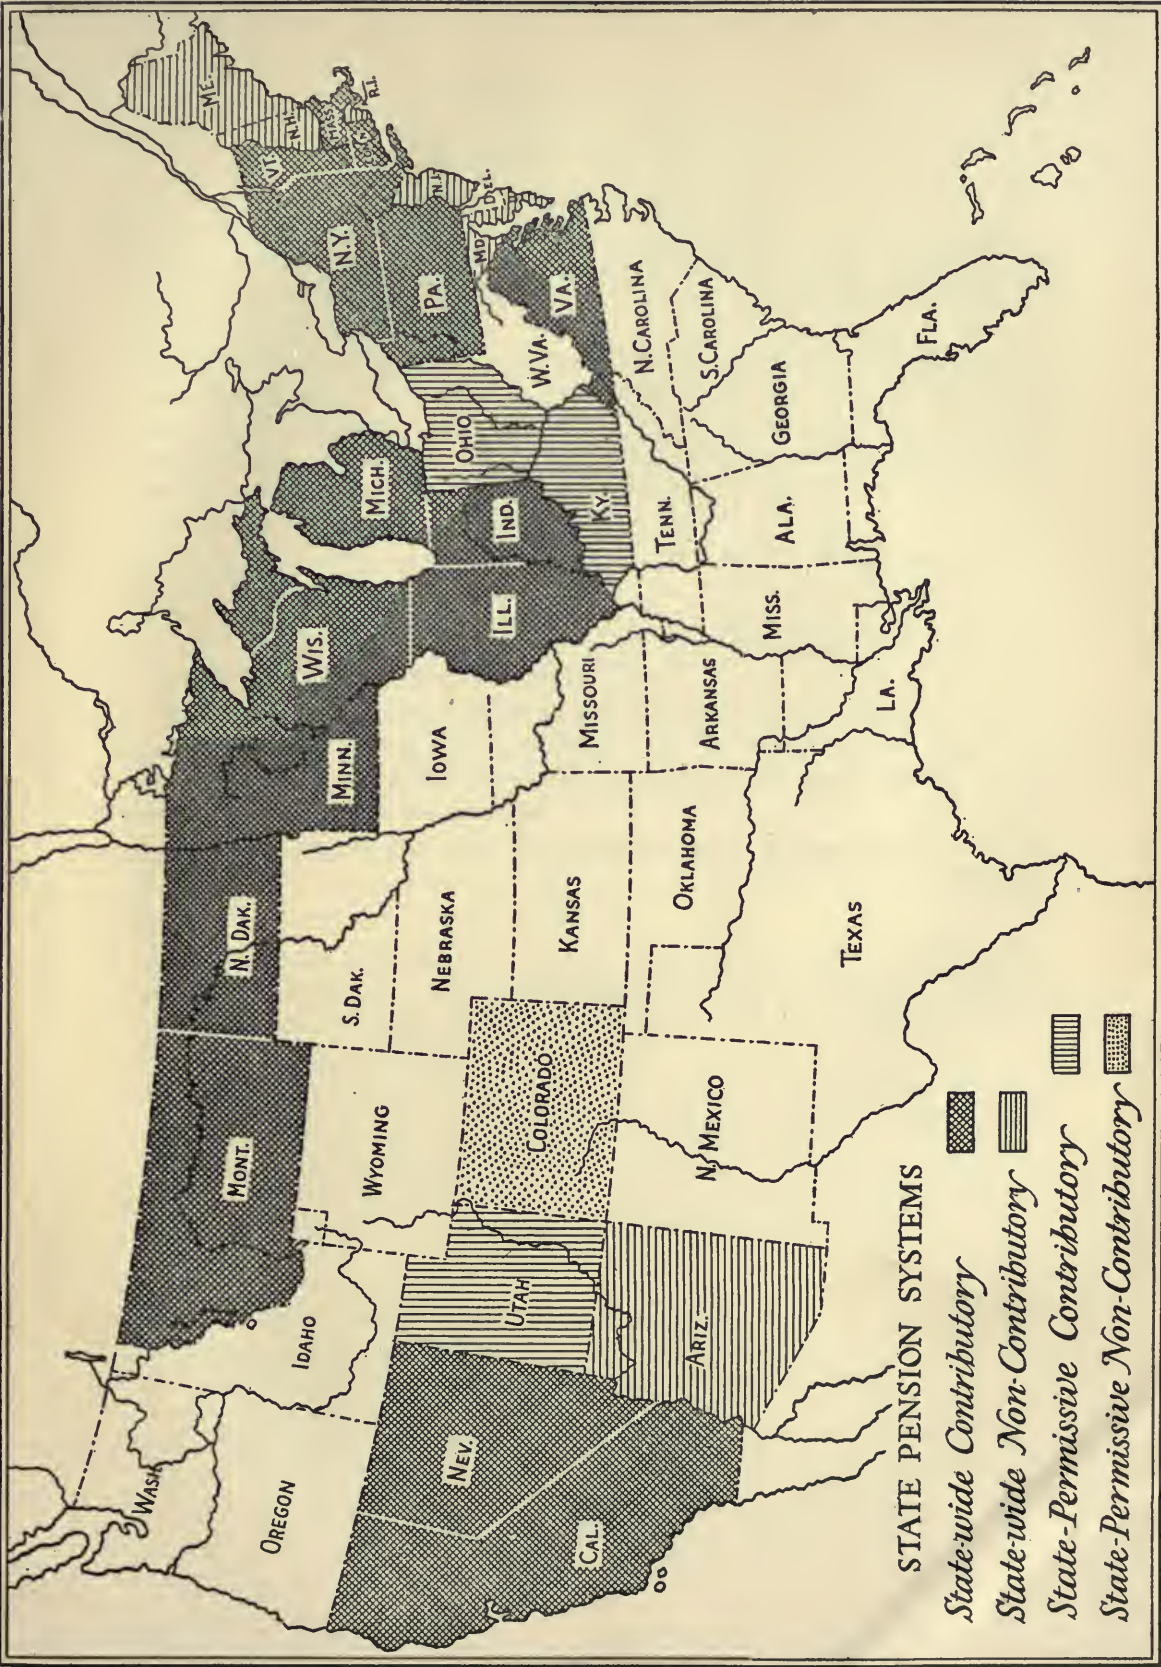 WASH.
OREGON
CAL.
NEV.
IDAHO
MONT.
WYOMING
UTAH
ARIZ.
COLORADO
N. MEXICO
N. DAK.
S. DAK.
NEBRASKA
KANSAS
OKLAHOMA
TEXAS
MINN.
IOWA
MISSOURI
ARKANSAS
LA.
WIS.
ILL.
MICH.
IND.
OHIO
KY.
TENN.
MISS.
ALA.
GEORGIA
FLA.
S. CAROLINA
N. CAROLINA
VA.
W. VA.
MD.
DEL.
N.J.
PA.
N.Y.
CONN.
R.I.
MASS.
VT.
N.H.
ME.
STATE PENSION SYSTEMS
State-wide Contributory
State-wide Non-Contributory
State-Permissive Contributory
State-Permissive Non-Contributory